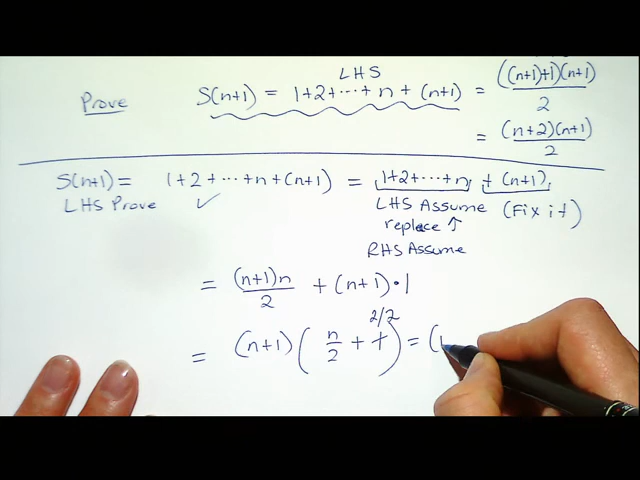 LHS
Prove S(n+1) = 1+2+⋯+n + (n+1) = ((n+1)+1)(n+1)/2
= (n+2)(n+1)/2
S(n+1) = 1+2+⋯+n+(n+1) = 1+2+⋯+n + (n+1)
LHS Prove ✓ LHS Assume (Fix it)
replace ↑
RHS Assume
= (n+1)n/2 + (n+1)·1
2/2
= (n+1)(n/2 + 1) = (